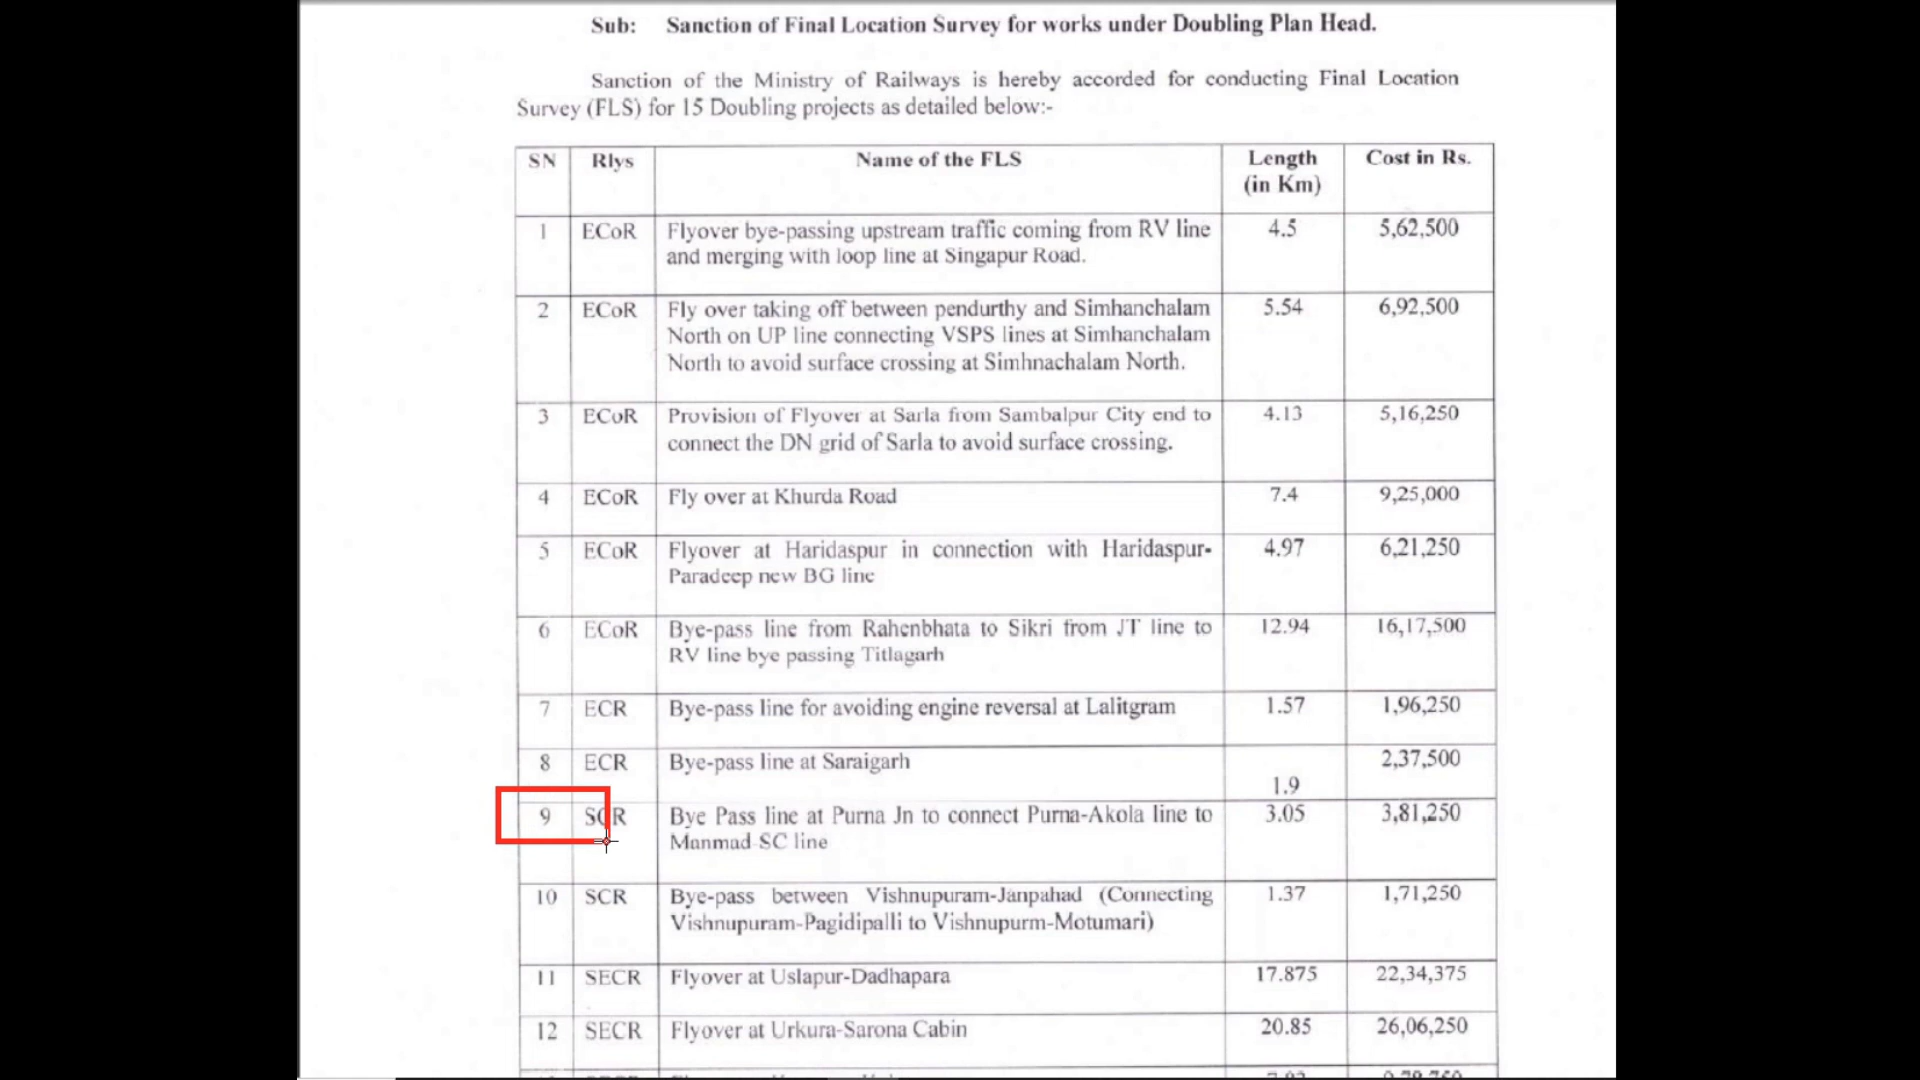 Sub: Sanction of Final Location Survey for works under Doubling Plan Head.
Sanction of the Ministry of Railways is hereby accorded for conducting Final Location
Survey (FLS) for 15 Doubling projects as detailed below:-
SN Rlys Name of the FLS Length (in Km) Cost in Rs.
1 ECoR Flyover bye-passing upstream traffic coming from RV line 4.5 5,62,500
and merging with loop line at Singapur Road.
2 ECoR Fly over taking off between pendurthy and Simhanchalam 5.54 6,92,500
North on UP line connecting VSPS lines at Simhanchalam
North to avoid surface crossing at Simhnachalam North.
3 ECoR Provision of Flyover at Sarla from Sambalpur City end to 4.13 5,16,250
connect the DN grid of Sarla to avoid surface crossing.
4 ECoR Fly over at Khurda Road 7.4 9,25,000
5 ECoR Flyover at Haridaspur in connection with Haridaspur- 4.97 6,21,250
Paradeep new BG line
6 ECoR Bye-pass line from Rahenbhata to Sikri from JT line to 12.94 16,17,500
RV line bye passing Titlagarh
7 ECR Bye-pass line for avoiding engine reversal at Lalitgram 1.57 1,96,250
8 ECR Bye-pass line at Saraigarh 1.9 2,37,500
9 SCR Bye Pass line at Purna Jn to connect Purna-Akola line to 3.05 3,81,250
Manmad-SC line
10 SCR Bye-pass between Vishnupuram-Janpahad (Connecting 1.37 1,71,250
Vishnupuram-Pagidipalli to Vishnupurm-Motumari)
11 SECR Flyover at Uslapur-Dadhapara 17.875 22,34,375
12 SECR Flyover at Urkura-Sarona Cabin 20.85 26,06,250